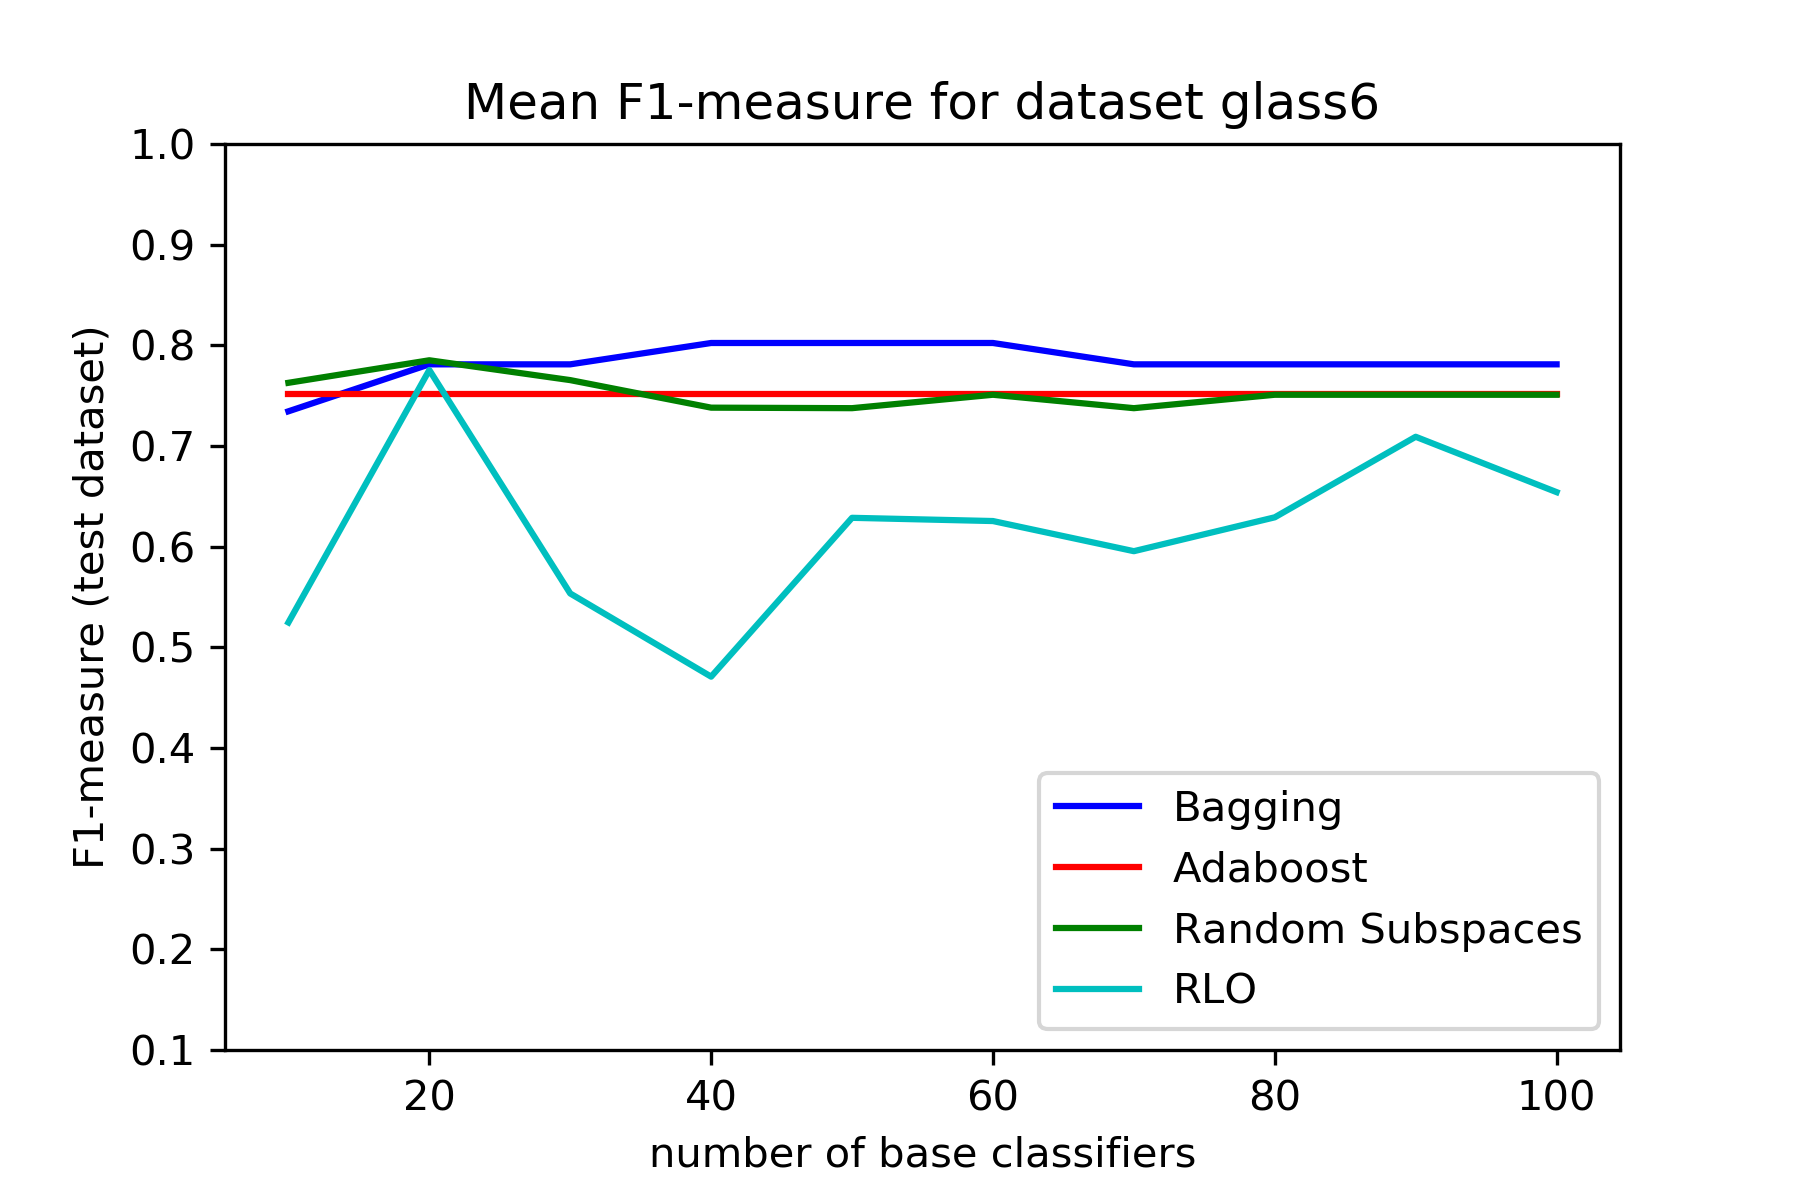 Mean F1-measure for dataset glass6
1.0
0.9
0.8
0.7
0.6
0.5
0.4
0.3
0.2
0.1
F1-measure (test dataset)
Bagging
Adaboost
Random Subspaces
RLO
20 40 60 80 100
number of base classifiers